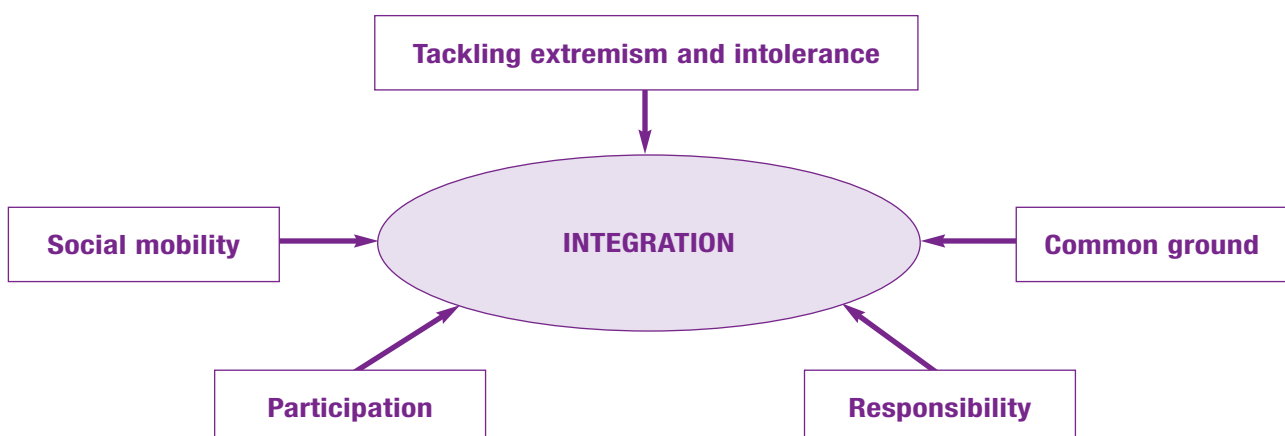 Tackling extremism and intolerance
Social mobility
INTEGRATION
Common ground
Participation
Responsibility